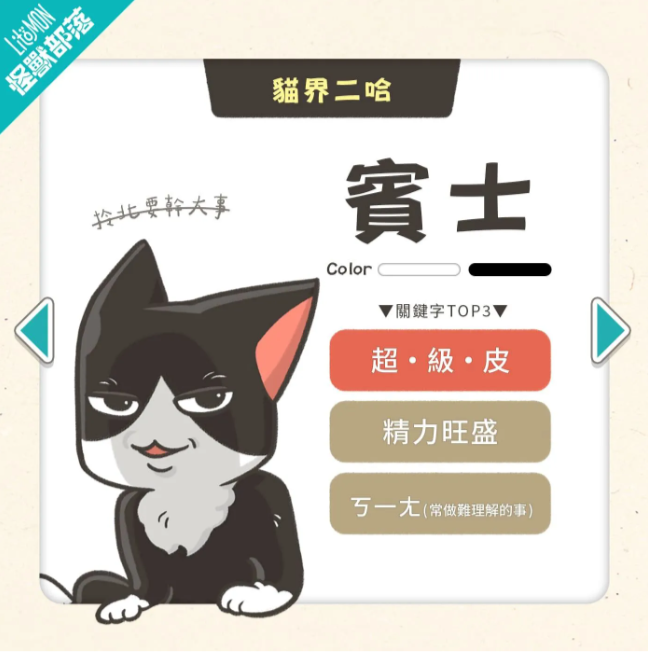 LitoMON
怪獸部落
貓界二哈
拎北要幹大事
賓士
Color
▼關鍵字TOP3▼
超・級・皮
精力旺盛
ㄎㄧㄤ(常做難理解的事)